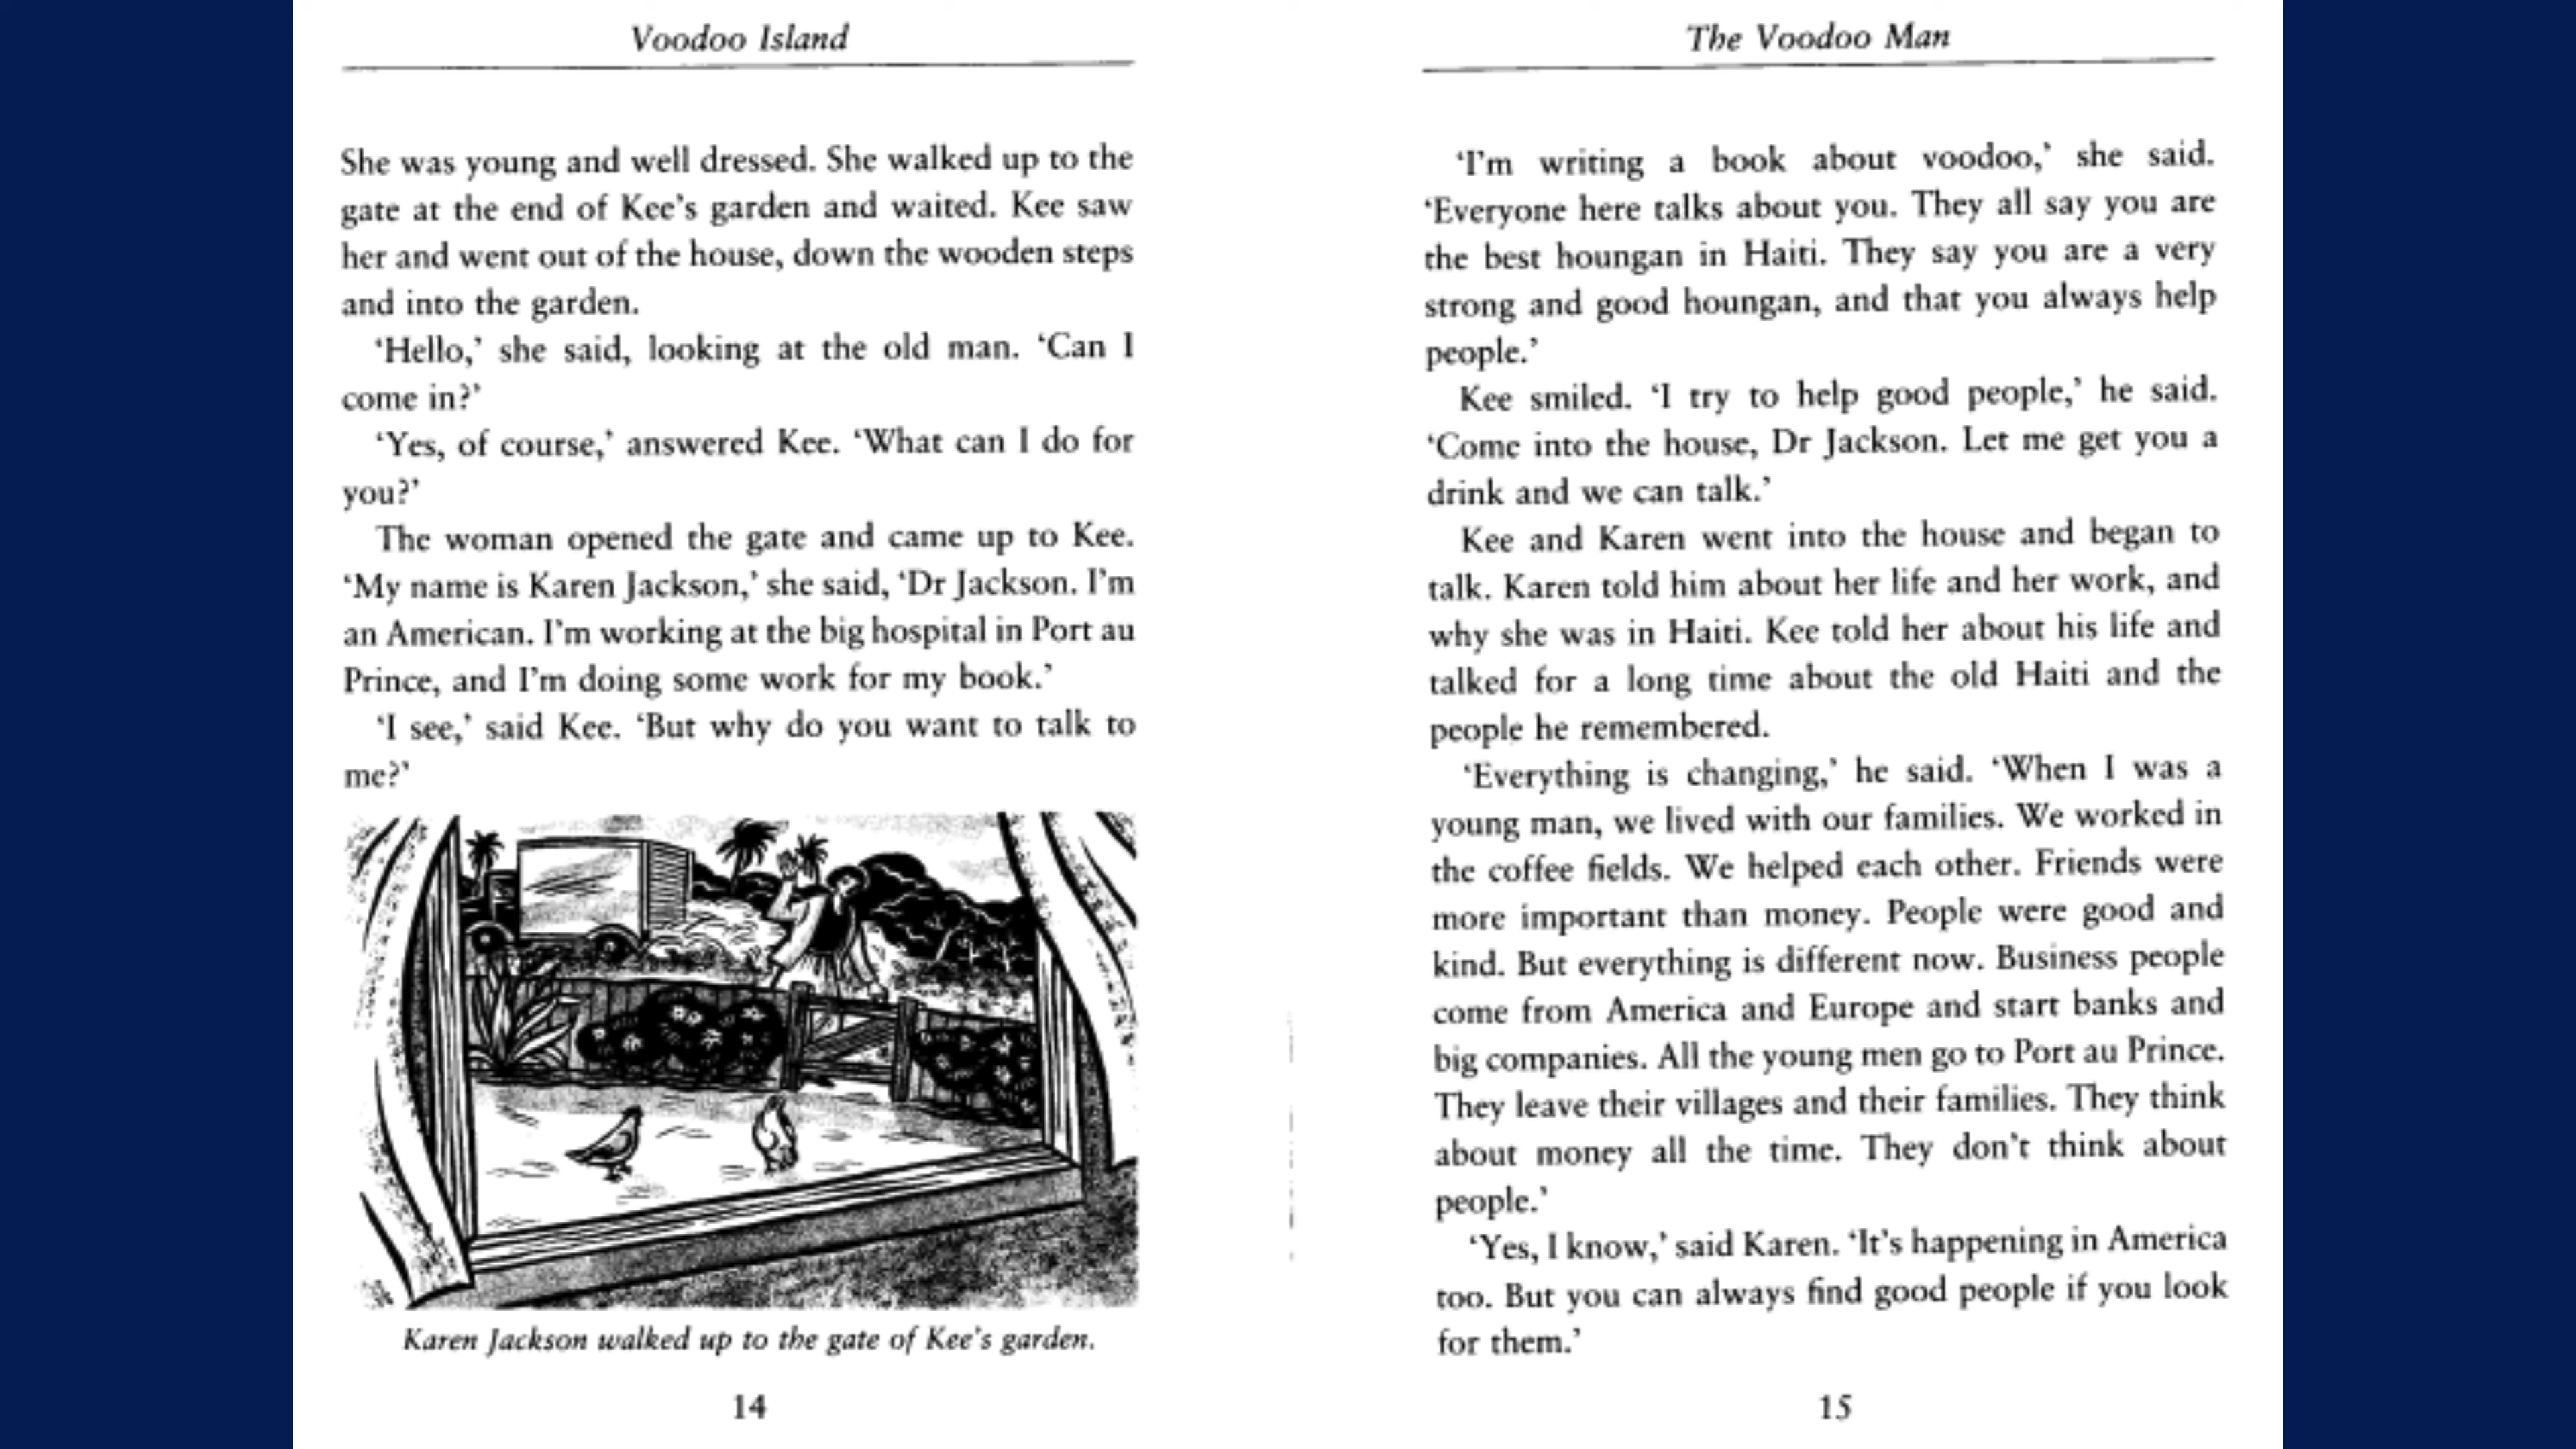 Voodoo Island
She was young and well dressed. She walked up to the
gate at the end of Kee's garden and waited. Kee saw
her and went out of the house, down the wooden steps
and into the garden.
'Hello,' she said, looking at the old man. 'Can I
come in?'
'Yes, of course,' answered Kee. 'What can I do for
you?'
The woman opened the gate and came up to Kee.
'My name is Karen Jackson,' she said, 'Dr Jackson. I'm
an American. I'm working at the big hospital in Port au
Prince, and I'm doing some work for my book.'
'I see,' said Kee. 'But why do you want to talk to
me?'
Karen Jackson walked up to the gate of Kee's garden.
14
The Voodoo Man
'I'm writing a book about voodoo,' she said.
'Everyone here talks about you. They all say you are
the best houngan in Haiti. They say you are a very
strong and good houngan, and that you always help
people.'
Kee smiled. 'I try to help good people,' he said.
'Come into the house, Dr Jackson. Let me get you a
drink and we can talk.'
Kee and Karen went into the house and began to
talk. Karen told him about her life and her work, and
why she was in Haiti. Kee told her about his life and
talked for a long time about the old Haiti and the
people he remembered.
'Everything is changing,' he said. 'When I was a
young man, we lived with our families. We worked in
the coffee fields. We helped each other. Friends were
more important than money. People were good and
kind. But everything is different now. Business people
come from America and Europe and start banks and
big companies. All the young men go to Port au Prince.
They leave their villages and their families. They think
about money all the time. They don't think about
people.'
'Yes, I know,' said Karen. 'It's happening in America
too. But you can always find good people if you look
for them.'
15